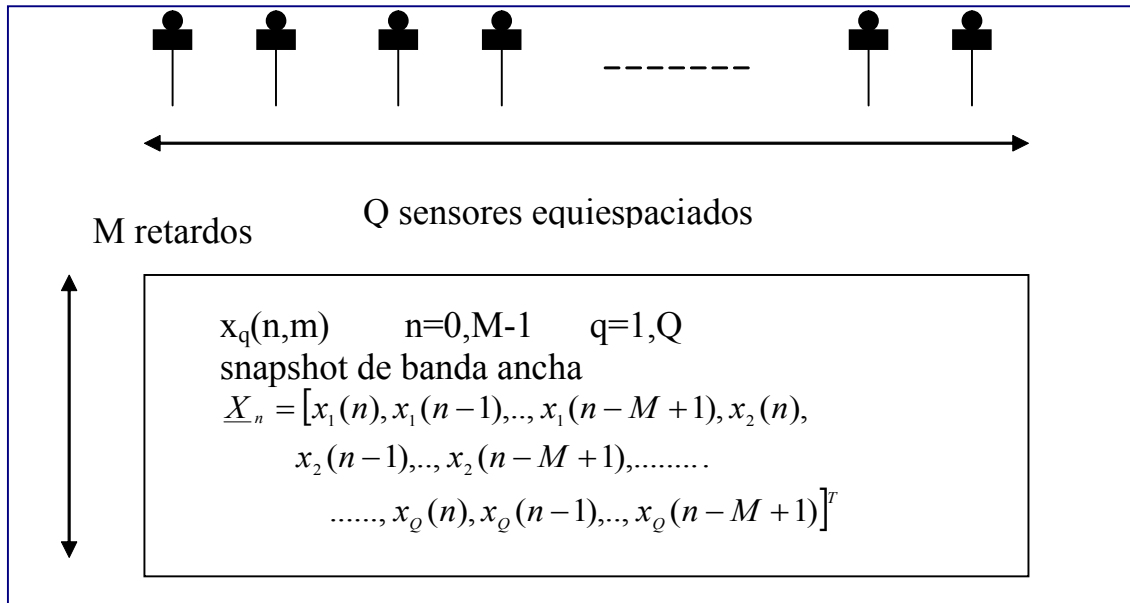 Q sensores equiespaciados
M retardos
x_q(n,m) n=0,M-1 q=1,Q
snapshot de banda ancha
X_n = [x_1(n), x_1(n−1),.., x_1(n−M+1), x_2(n),
x_2(n−1),.., x_2(n−M+1),.........
......, x_Q(n), x_Q(n−1),.., x_Q(n−M+1)]^T